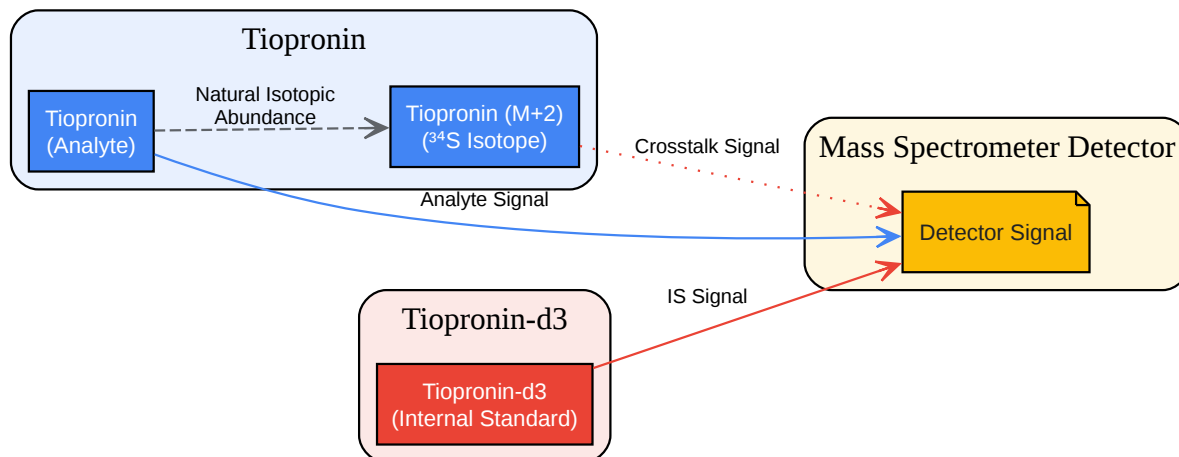 Tiopronin
Natural Isotopic
Abundance
Tiopronin
(Analyte)
Tiopronin (M+2)
(³⁴S Isotope)
Crosstalk Signal
Analyte Signal
Mass Spectrometer Detector
Detector Signal
IS Signal
Tiopronin-d3
Tiopronin-d3
(Internal Standard)